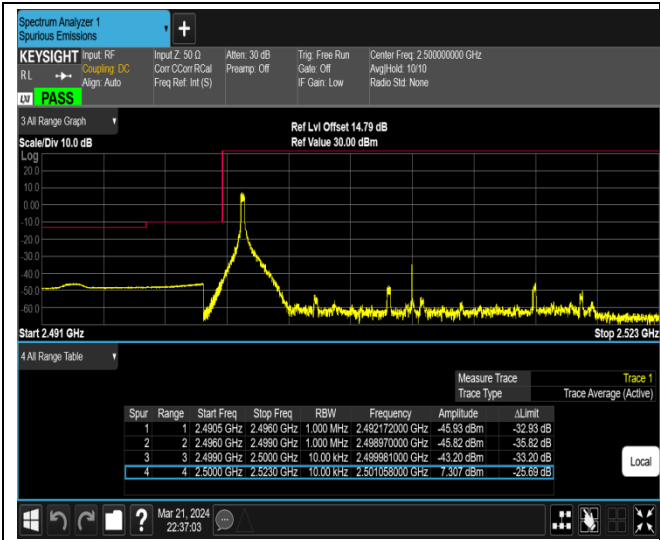 Spectrum Analyzer 1
Spurious Emissions
+
KEYSIGHT Input: RF Input Z: 50 Ω Atten: 30 dB Trig: Free Run Center Freq: 2.500000000 GHz
RL Coupling: DC Corr CCorr RCal Preamp: Off Gate: Off Avg|Hold: 10/10
Align: Auto Freq Ref: Int (S) IF Gain: Low Radio Std: None
LXI PASS
3 All Range Graph
Ref Lvl Offset 14.79 dB
Scale/Div 10.0 dB Ref Value 30.00 dBm
Log
20.0
10.0
0.00
-10.0
-20.0
-30.0
-40.0
-50.0
-60.0
Start 2.491 GHz Stop 2.523 GHz
4 All Range Table
Measure Trace Trace 1
Trace Type Trace Average (Active)
Spur Range Start Freq Stop Freq RBW Frequency Amplitude ΔLimit
1 1 2.4905 GHz 2.4960 GHz 1.000 MHz 2.492172000 GHz -45.93 dBm -32.93 dB
2 2 2.4960 GHz 2.4990 GHz 1.000 MHz 2.498970000 GHz -45.82 dBm -35.82 dB
3 3 2.4990 GHz 2.5000 GHz 10.00 kHz 2.499981000 GHz -43.20 dBm -33.20 dB
4 4 2.5000 GHz 2.5230 GHz 10.00 kHz 2.501058000 GHz 7.307 dBm -25.69 dB
Local
? Mar 21, 2024
22:37:03